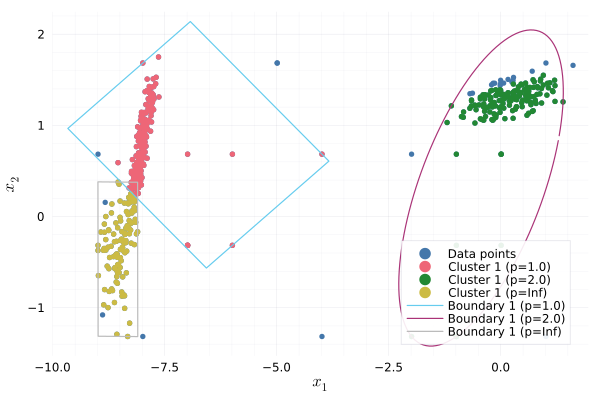 2
1
0
−1
x₂
Data points
Cluster 1 (p=1.0)
Cluster 1 (p=2.0)
Cluster 1 (p=Inf)
Boundary 1 (p=1.0)
Boundary 1 (p=2.0)
Boundary 1 (p=Inf)
−10.0 −7.5 −5.0 −2.5 0.0
x₁